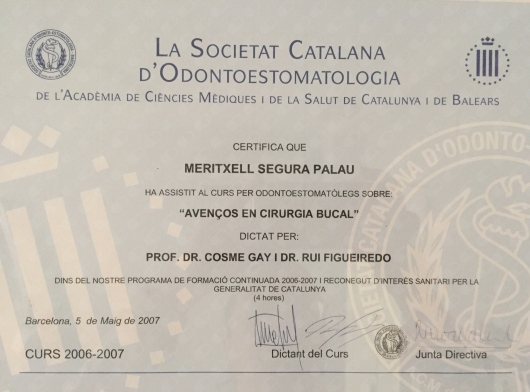 LA SOCIETAT CATALANA
D'ODONTOESTOMATOLOGIA
DE L'ACADÈMIA DE CIÈNCIES MÈDIQUES I DE LA SALUT DE CATALUNYA I DE BALEARS
CERTIFICA QUE
MERITXELL SEGURA PALAU
HA ASSISTIT AL CURS PER ODONTOESTOMATÒLEGS SOBRE:
“AVENÇOS EN CIRURGIA BUCAL”
DICTAT PER:
PROF. DR. COSME GAY I DR. RUI FIGUEIREDO
DINS DEL NOSTRE PROGRAMA DE FORMACIÓ CONTINUADA 2006-2007 I RECONEGUT D'INTERÈS SANITARI PER LA
GENERALITAT DE CATALUNYA
(4 hores)
Barcelona, 5 de Maig de 2007
CURS 2006-2007
Dictant del Curs
Junta Directiva